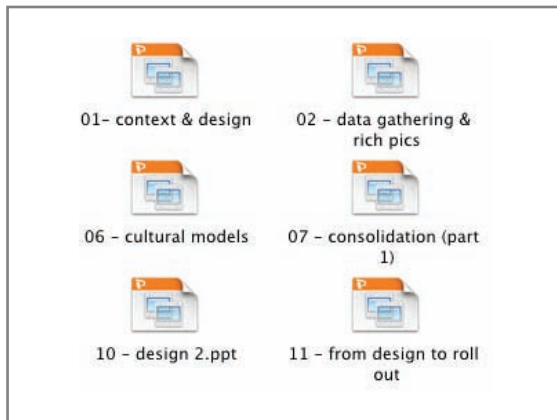 01- context & design
02 - data gathering &
rich pics
06 - cultural models
07 - consolidation (part
1)
10 - design 2.ppt
11 - from design to roll
out